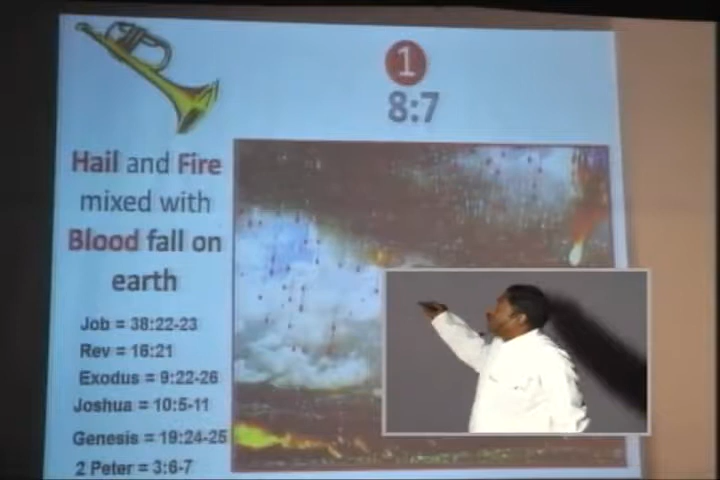 1
8:7
Hail and Fire
mixed with
Blood fall on
earth
Job = 38:22-23
Rev = 16:21
Exodus = 9:22-26
Joshua = 10:5-11
Genesis = 19:24-25
2 Peter = 3:6-7